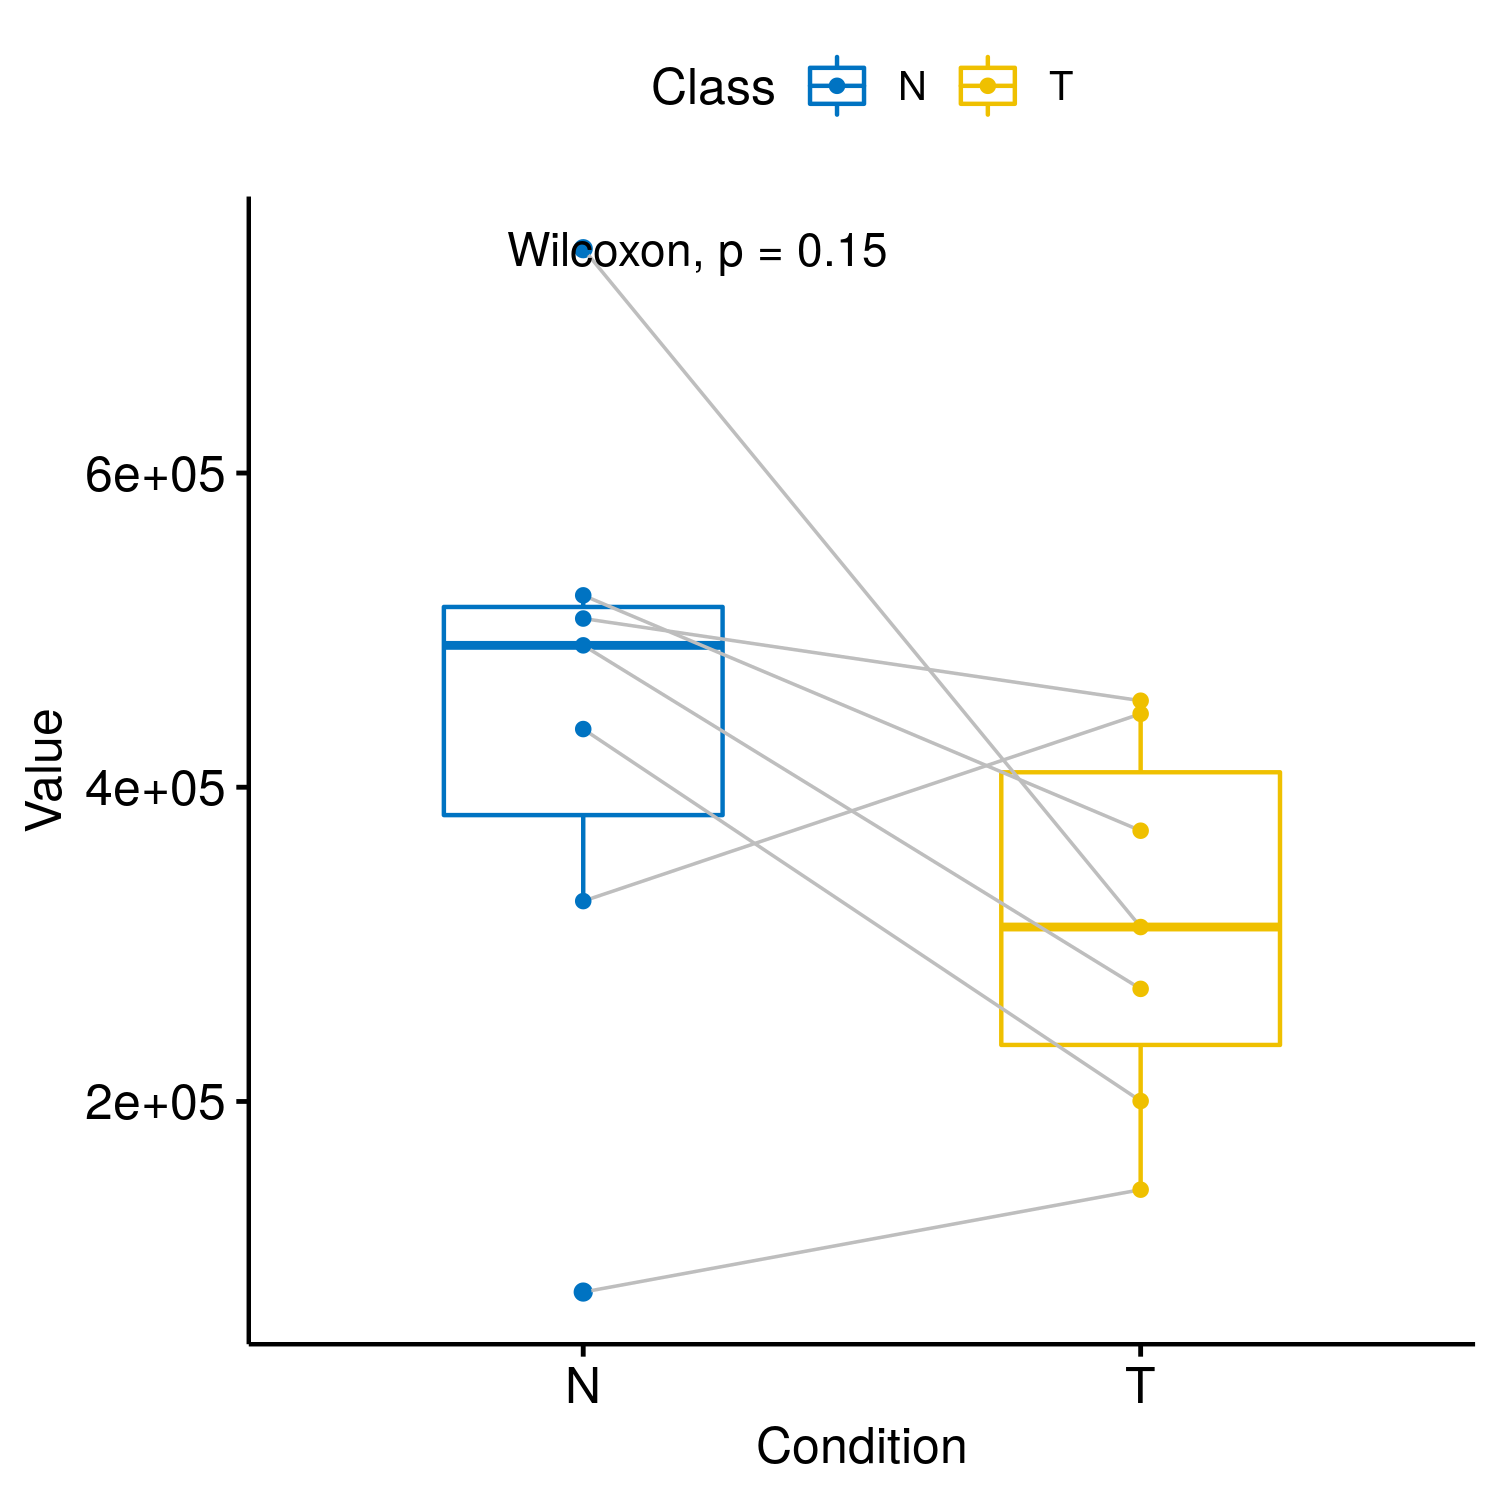 Class N T
Wilcoxon, p = 0.15
6e+05
4e+05
2e+05
Value
N T
Condition